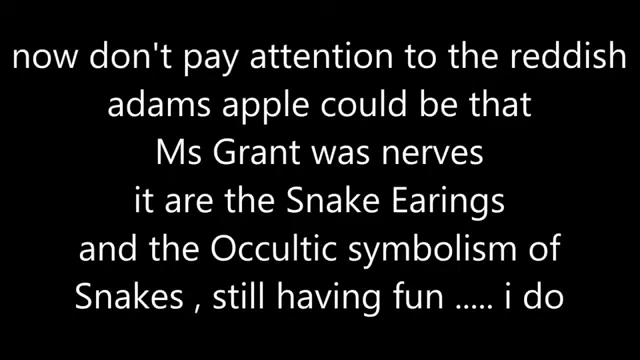 now don't pay attention to the reddish
adams apple could be that
Ms Grant was nerves
it are the Snake Earings
and the Occultic symbolism of
Snakes , still having fun ..... i do